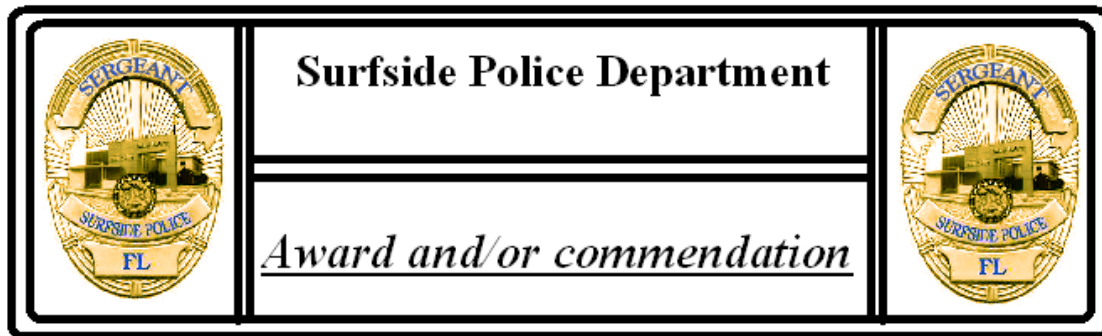 SERGEANT
SURFSIDE POLICE
FL
Surfside Police Department
Award and/or commendation
SERGEANT
SURFSIDE POLICE
FL